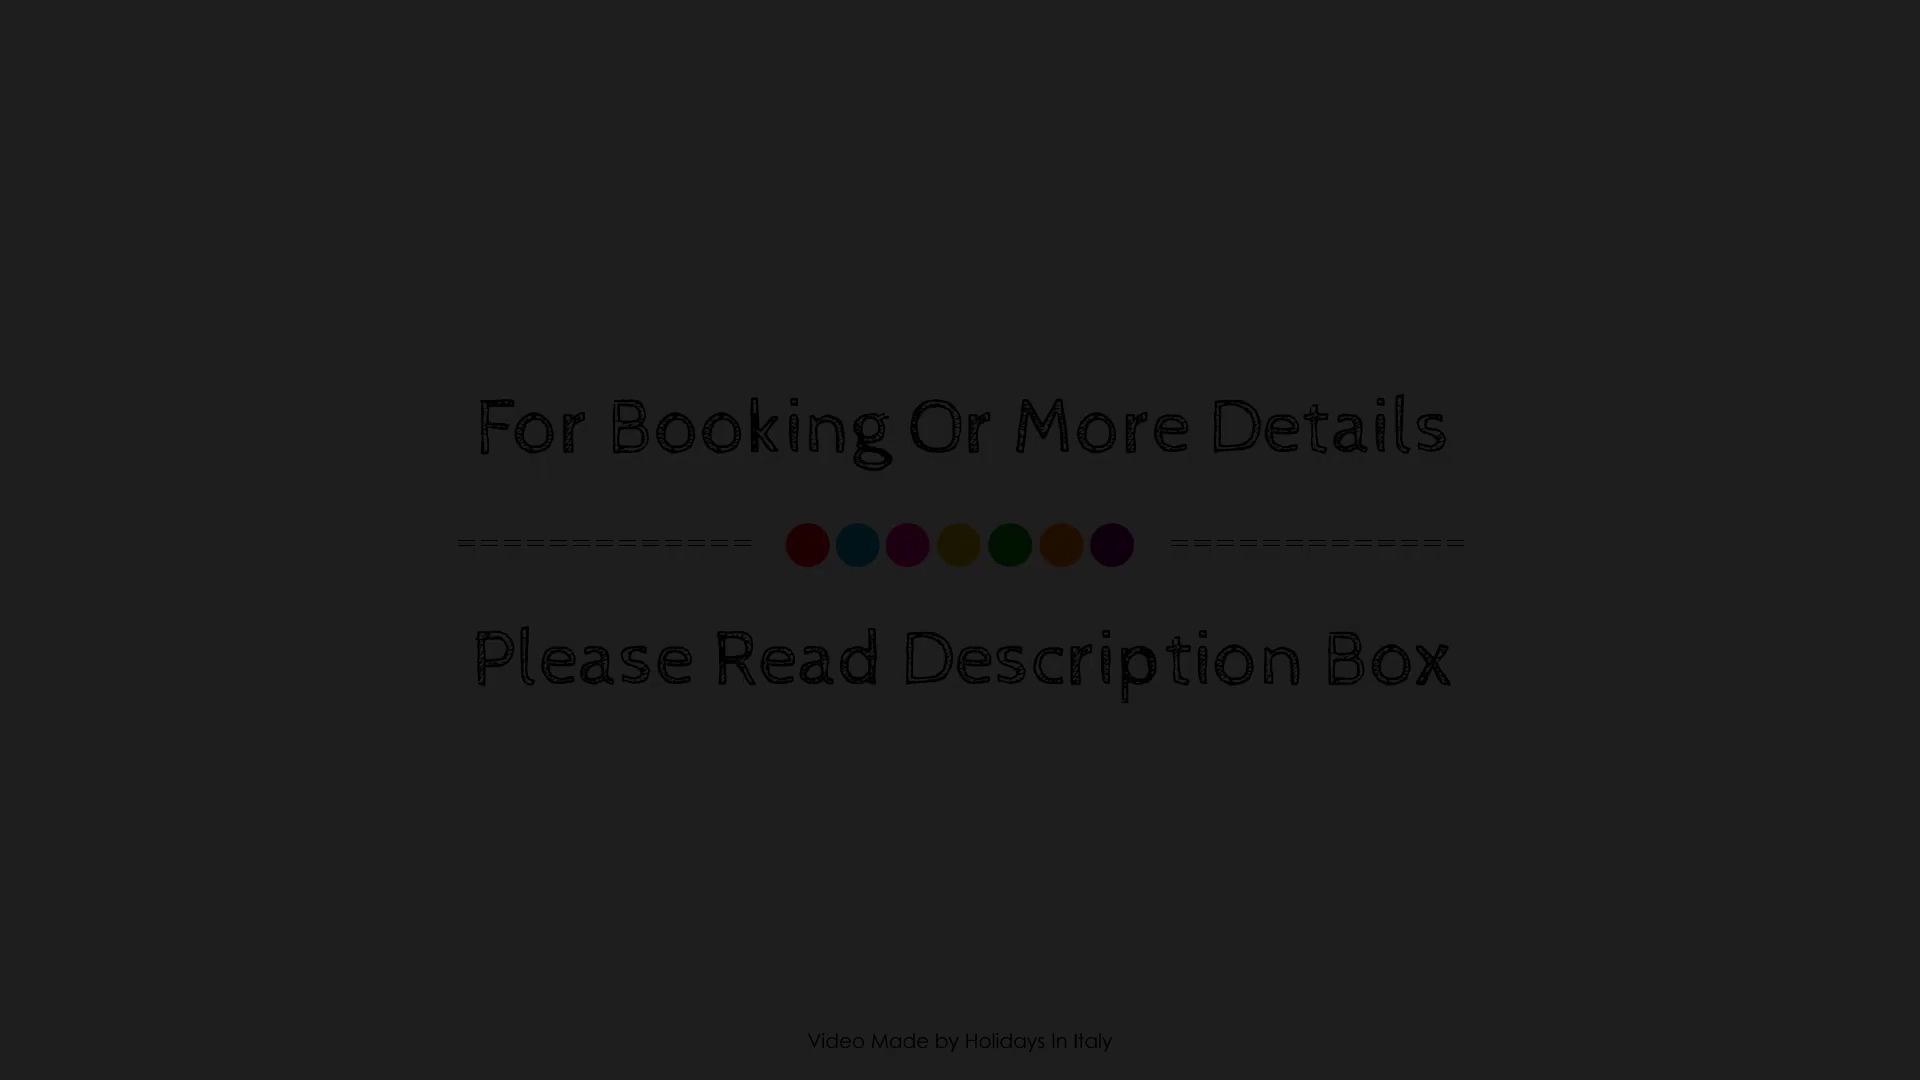 For Booking Or More Details
============= =============
Please Read Description Box
Video Made by Holidays In Italy